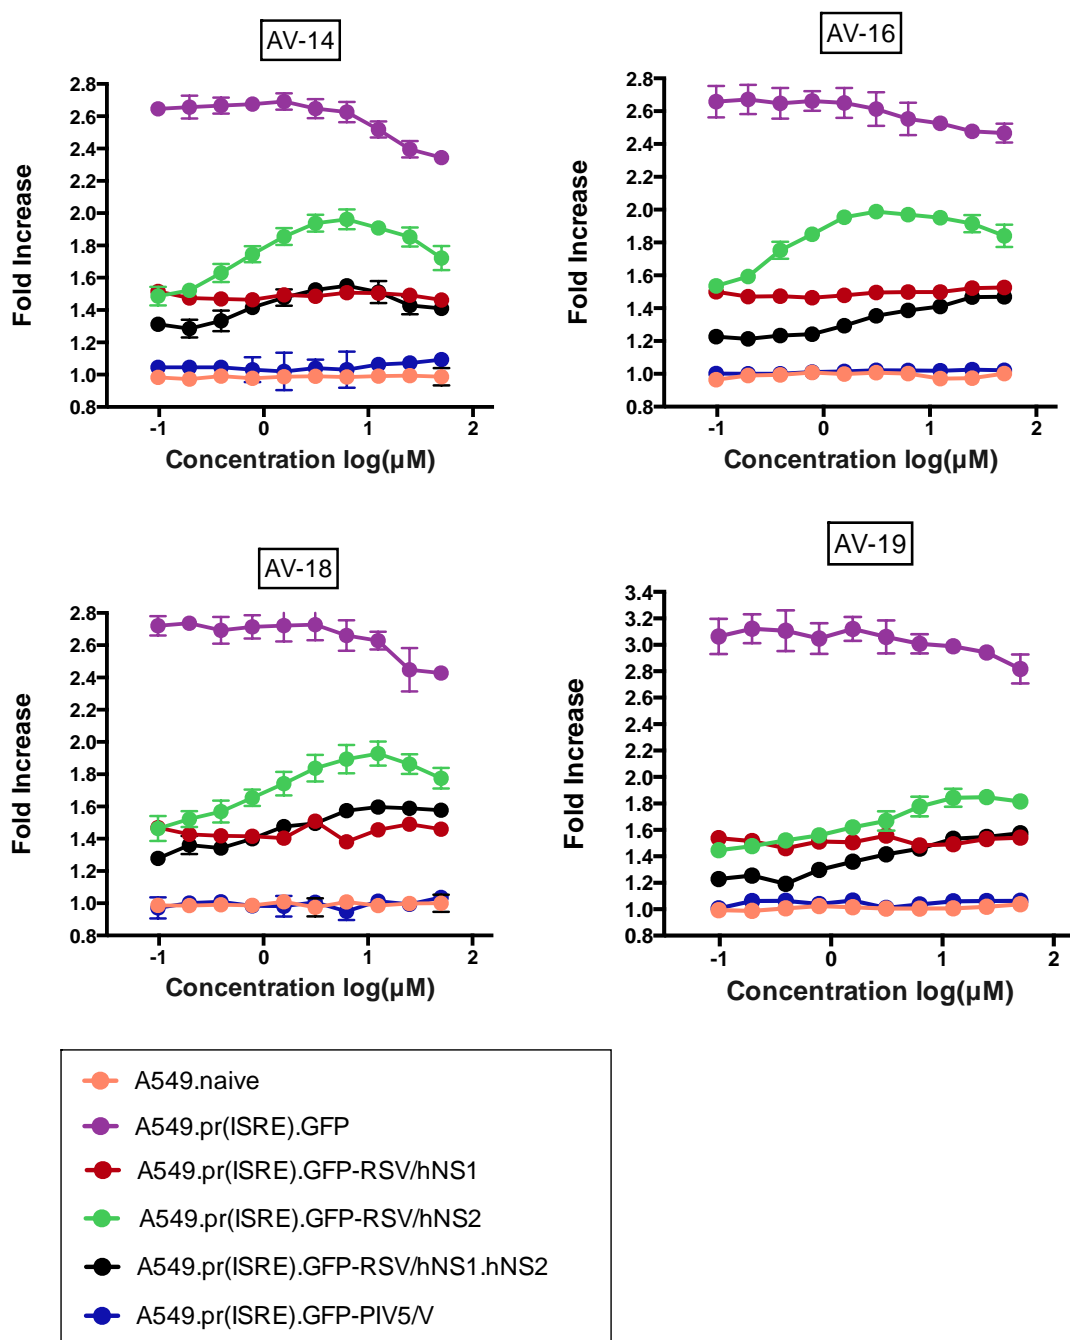 AV-14
2.8
2.6
2.4
2.2
2.0
1.8
1.6
1.4
1.2
1.0
0.8
Fold Increase
-1 0 1 2
Concentration log(µM)
AV-16
2.8
2.6
2.4
2.2
2.0
1.8
1.6
1.4
1.2
1.0
0.8
Fold Increase
-1 0 1 2
Concentration log(µM)
AV-18
2.8
2.6
2.4
2.2
2.0
1.8
1.6
1.4
1.2
1.0
0.8
Fold Increase
-1 0 1 2
Concentration log(µM)
AV-19
3.4
3.2
3.0
2.8
2.6
2.4
2.2
2.0
1.8
1.6
1.4
1.2
1.0
0.8
Fold Increase
-1 0 1 2
Concentration log(µM)
A549.naive
A549.pr(ISRE).GFP
A549.pr(ISRE).GFP-RSV/hNS1
A549.pr(ISRE).GFP-RSV/hNS2
A549.pr(ISRE).GFP-RSV/hNS1.hNS2
A549.pr(ISRE).GFP-PIV5/V